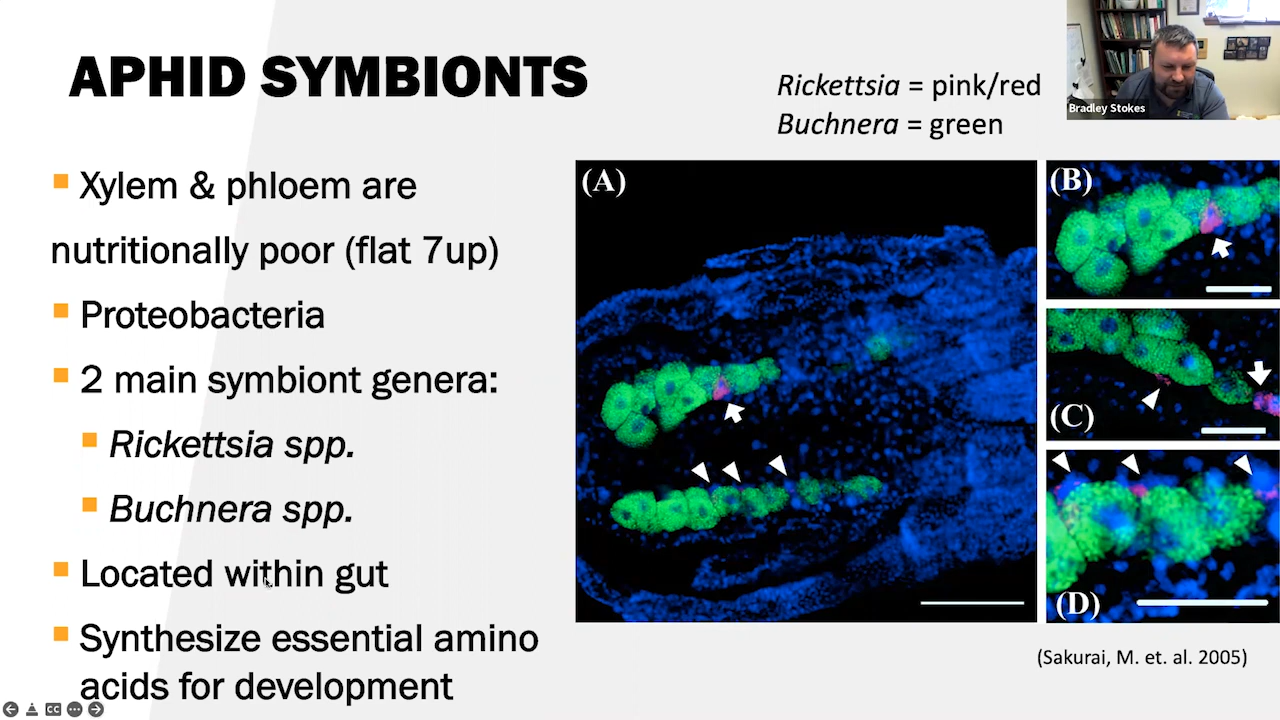 APHID SYMBIONTS
Rickettsia = pink/red
Buchnera = green
Bradley Stokes
Xylem & phloem are
nutritionally poor (flat 7up)
Proteobacteria
2 main symbiont genera:
Rickettsia spp.
Buchnera spp.
Located within gut
Synthesize essential amino
acids for development
(A)
(B)
(C)
(D)
(Sakurai, M. et. al. 2005)
CC